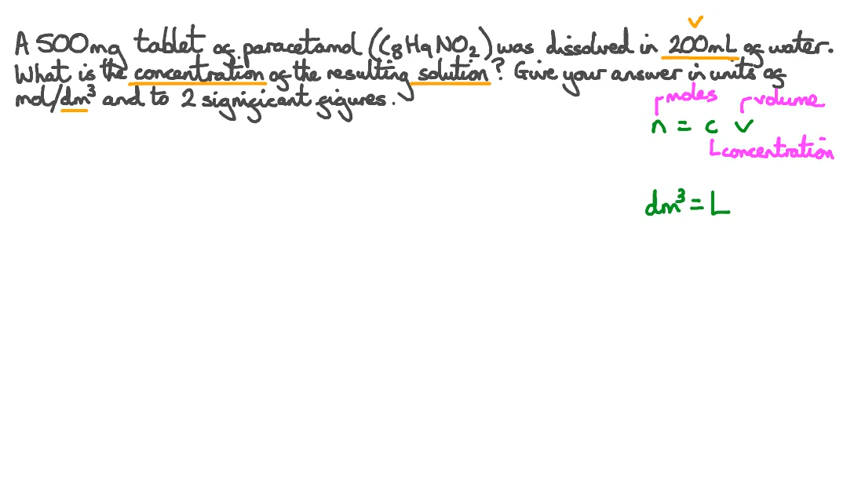 A 500mg tablet of paracetamol (C₈H₉NO₂) was dissolved in 200mL of water.
What is the concentration of the resulting solution? Give your answer in units of
mol/dm³ and to 2 significant figures.
moles volume
n = c v
concentration
dm³ = L